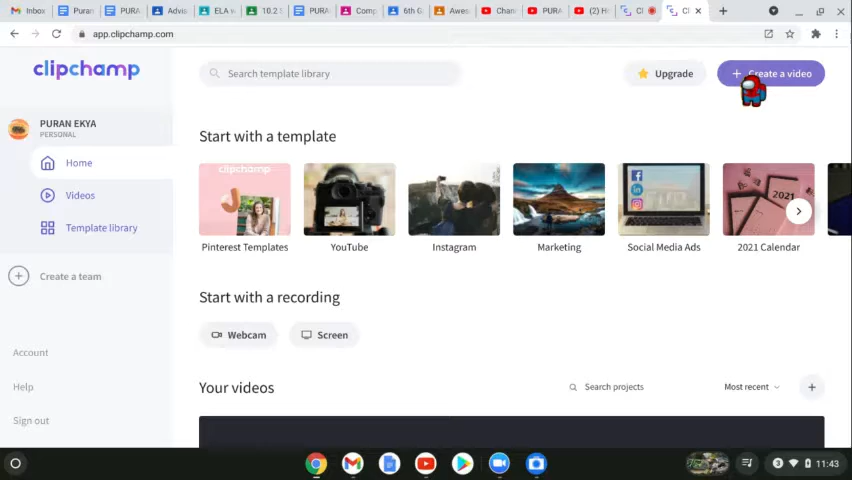 Inbox
Puran
PURA
Advis
ELA w
10.2 L
PURA
Comp
6th G
Awes
Chan
PURA
(2) H
Cl
Cl
app.clipchamp.com
clipchamp
Search template library
Upgrade
+ Create a video
PURAN EKYA
PERSONAL
Home
Videos
Template library
Create a team
Account
Help
Sign out
Start with a template
clipchamp
2021
Pinterest Templates
YouTube
Instagram
Marketing
Social Media Ads
2021 Calendar
Start with a recording
Webcam
Screen
Your videos
Search projects
Most recent
+
3
11:43